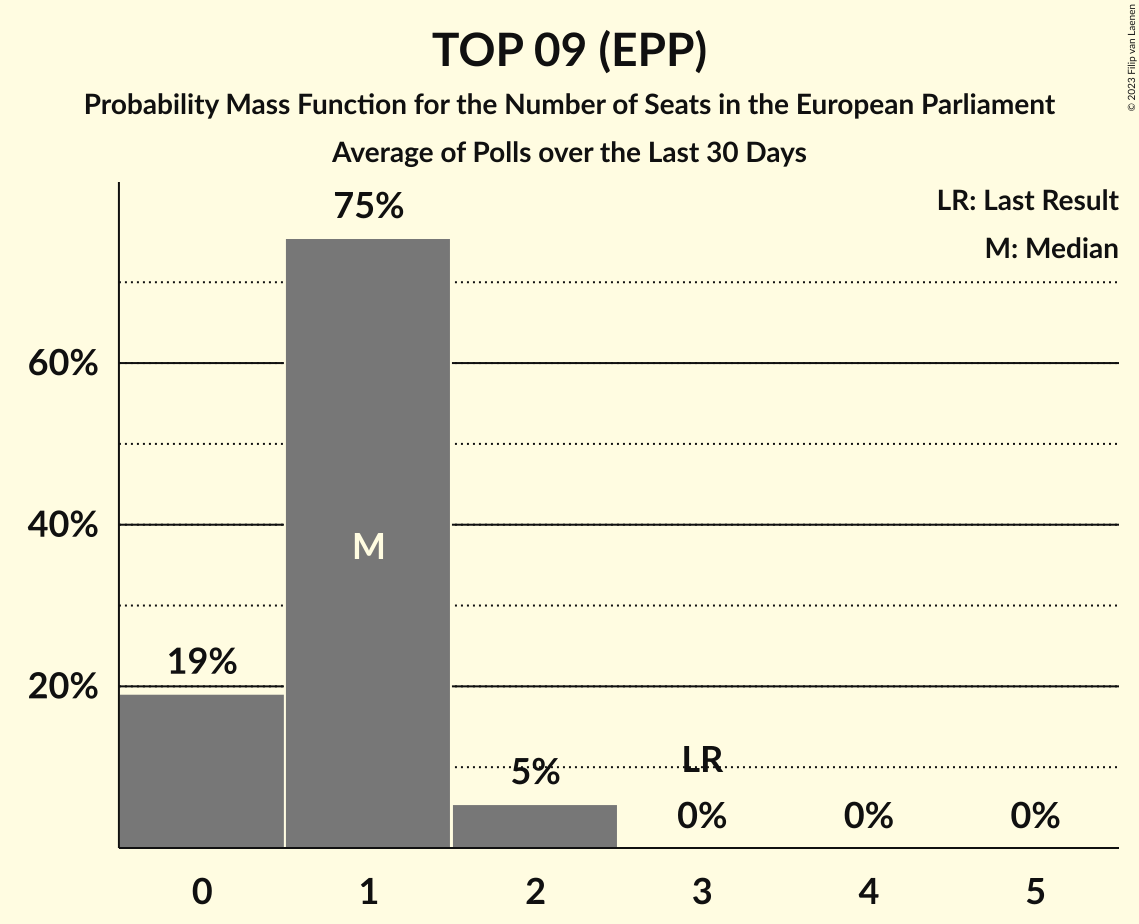 TOP 09 (EPP)
Probability Mass Function for the Number of Seats in the European Parliament
Average of Polls over the Last 30 Days
© 2023 Filip van Laenen
LR: Last Result
M: Median
75%
60%
40%
M
19%
20%
LR
5%
0%
0%
0%
0 1 2 3 4 5